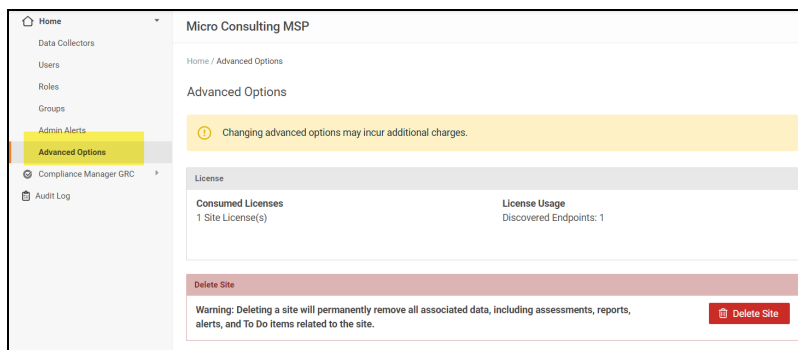 Home
Data Collectors
Users
Roles
Groups
Admin Alerts
Advanced Options
Compliance Manager GRC
Audit Log
Micro Consulting MSP
Home / Advanced Options
Advanced Options
Changing advanced options may incur additional charges.
License
Consumed Licenses
1 Site License(s)
License Usage
Discovered Endpoints: 1
Delete Site
Warning: Deleting a site will permanently remove all associated data, including assessments, reports,
alerts, and To Do items related to the site.
Delete Site